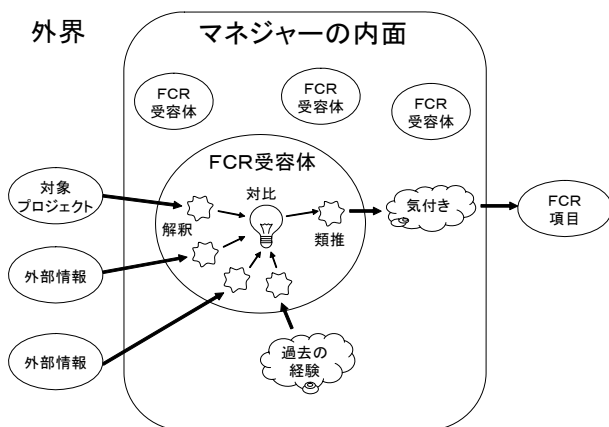 外界
マネジャーの内面
FCR
受容体
FCR
受容体
FCR
受容体
FCR受容体
対象
プロジェクト
対比
解釈
類推
気付き
FCR
項目
外部情報
外部情報
過去の
経験